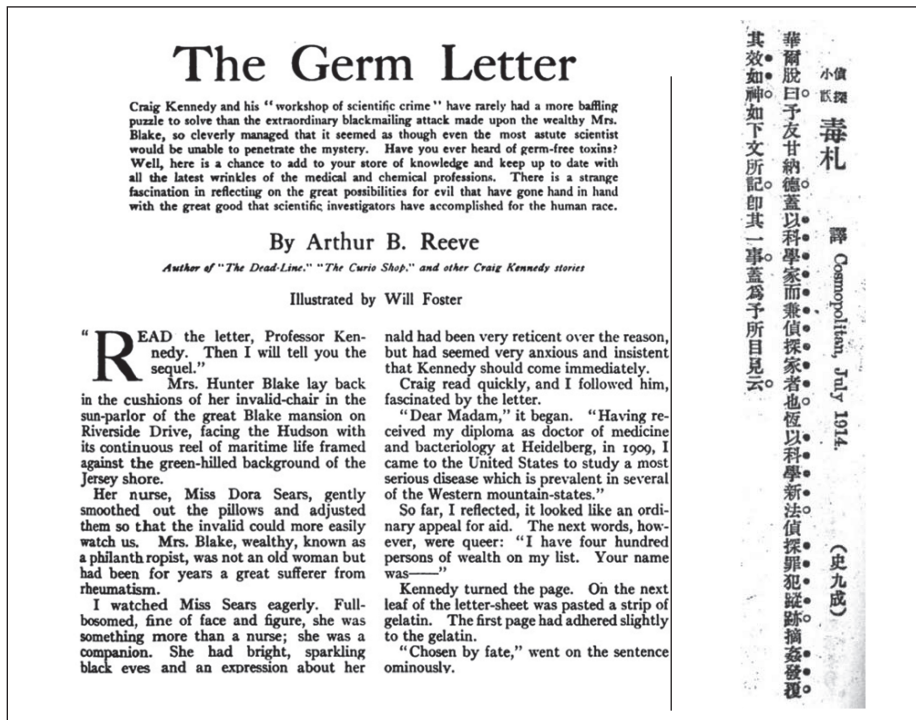 The Germ Letter
Craig Kennedy and his "workshop of scientific crime" have rarely had a more baffling
puzzle to solve than the extraordinary blackmailing attack made upon the wealthy Mrs.
Blake, so cleverly managed that it seemed as though even the most astute scientist
would be unable to penetrate the mystery. Have you ever heard of germ-free toxins?
Well, here is a chance to add to your store of knowledge and keep up to date with
all the latest wrinkles of the medical and chemical professions. There is a strange
fascination in reflecting on the great possibilities for evil that have gone hand in hand
with the great good that scientific investigators have accomplished for the human race.
By Arthur B. Reeve
Author of "The Dead-Line," "The Curio Shop," and other Craig Kennedy stories
Illustrated by Will Foster
"READ the letter, Professor Ken-
nedy. Then I will tell you the
sequel."
Mrs. Hunter Blake lay back
in the cushions of her invalid-chair in the
sun-parlor of the great Blake mansion on
Riverside Drive, facing the Hudson with
its continuous reel of maritime life framed
against the green-hilled background of the
Jersey shore.
Her nurse, Miss Dora Sears, gently
smoothed out the pillows and adjusted
them so that the invalid could more easily
watch us. Mrs. Blake, wealthy, known as
a philanthropist, was not an old woman but
had been for years a great sufferer from
rheumatism.
I watched Miss Sears eagerly. Full-
bosomed, fine of face and figure, she was
something more than a nurse; she was a
companion. She had bright, sparkling
black eyes and an expression about her
nald had been very reticent over the reason,
but had seemed very anxious and insistent
that Kennedy should come immediately.
Craig read quickly, and I followed him,
fascinated by the letter.
"Dear Madam," it began. "Having re-
ceived my diploma as doctor of medicine
and bacteriology at Heidelberg, in 1909, I
came to the United States to study a most
serious disease which is prevalent in several
of the Western mountain-states."
So far, I reflected, it looked like an ordi-
nary appeal for aid. The next words, how-
ever, were queer: "I have four hundred
persons of wealth on my list. Your name
was——"
Kennedy turned the page. On the next
leaf of the letter-sheet was pasted a strip of
gelatin. The first page had adhered slightly
to the gelatin.
"Chosen by fate," went on the sentence
ominously.
偵探小說 毒札 譯 Cosmopolitan, July 1914. （史九成）
華爾脫曰。予友甘納德。蓋以科學家而兼偵探家者也。恆以科學新法。偵探罪犯蹤跡。摘姦發覆。
其效如神。如下文所記。卽其一事。蓋爲予所目見云。